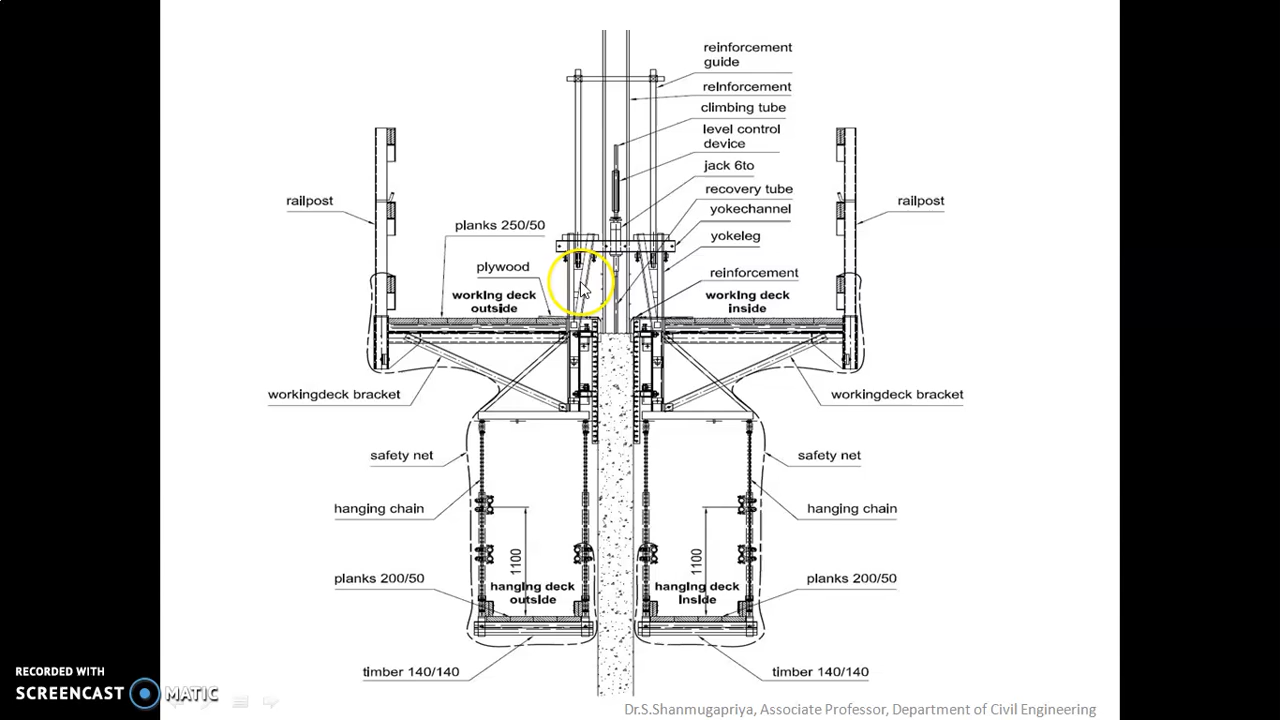 reinforcement
guide
reInforcement
climbing tube
level control
device
jack 6to
recovery tube
yokechannel
yokeleg
reinforcement
railpost
railpost
planks 250/50
plywood
working deck
outside
working deck
inside
workingdeck bracket
workingdeck bracket
safety net
safety net
hanging chain
hanging chain
1100
1100
planks 200/50
planks 200/50
hanging deck
outside
hanging deck
inside
timber 140/140
timber 140/140
RECORDED WITH
SCREENCAST MATIC
Dr.S.Shanmugapriya, Associate Professor, Department of Civil Engineering